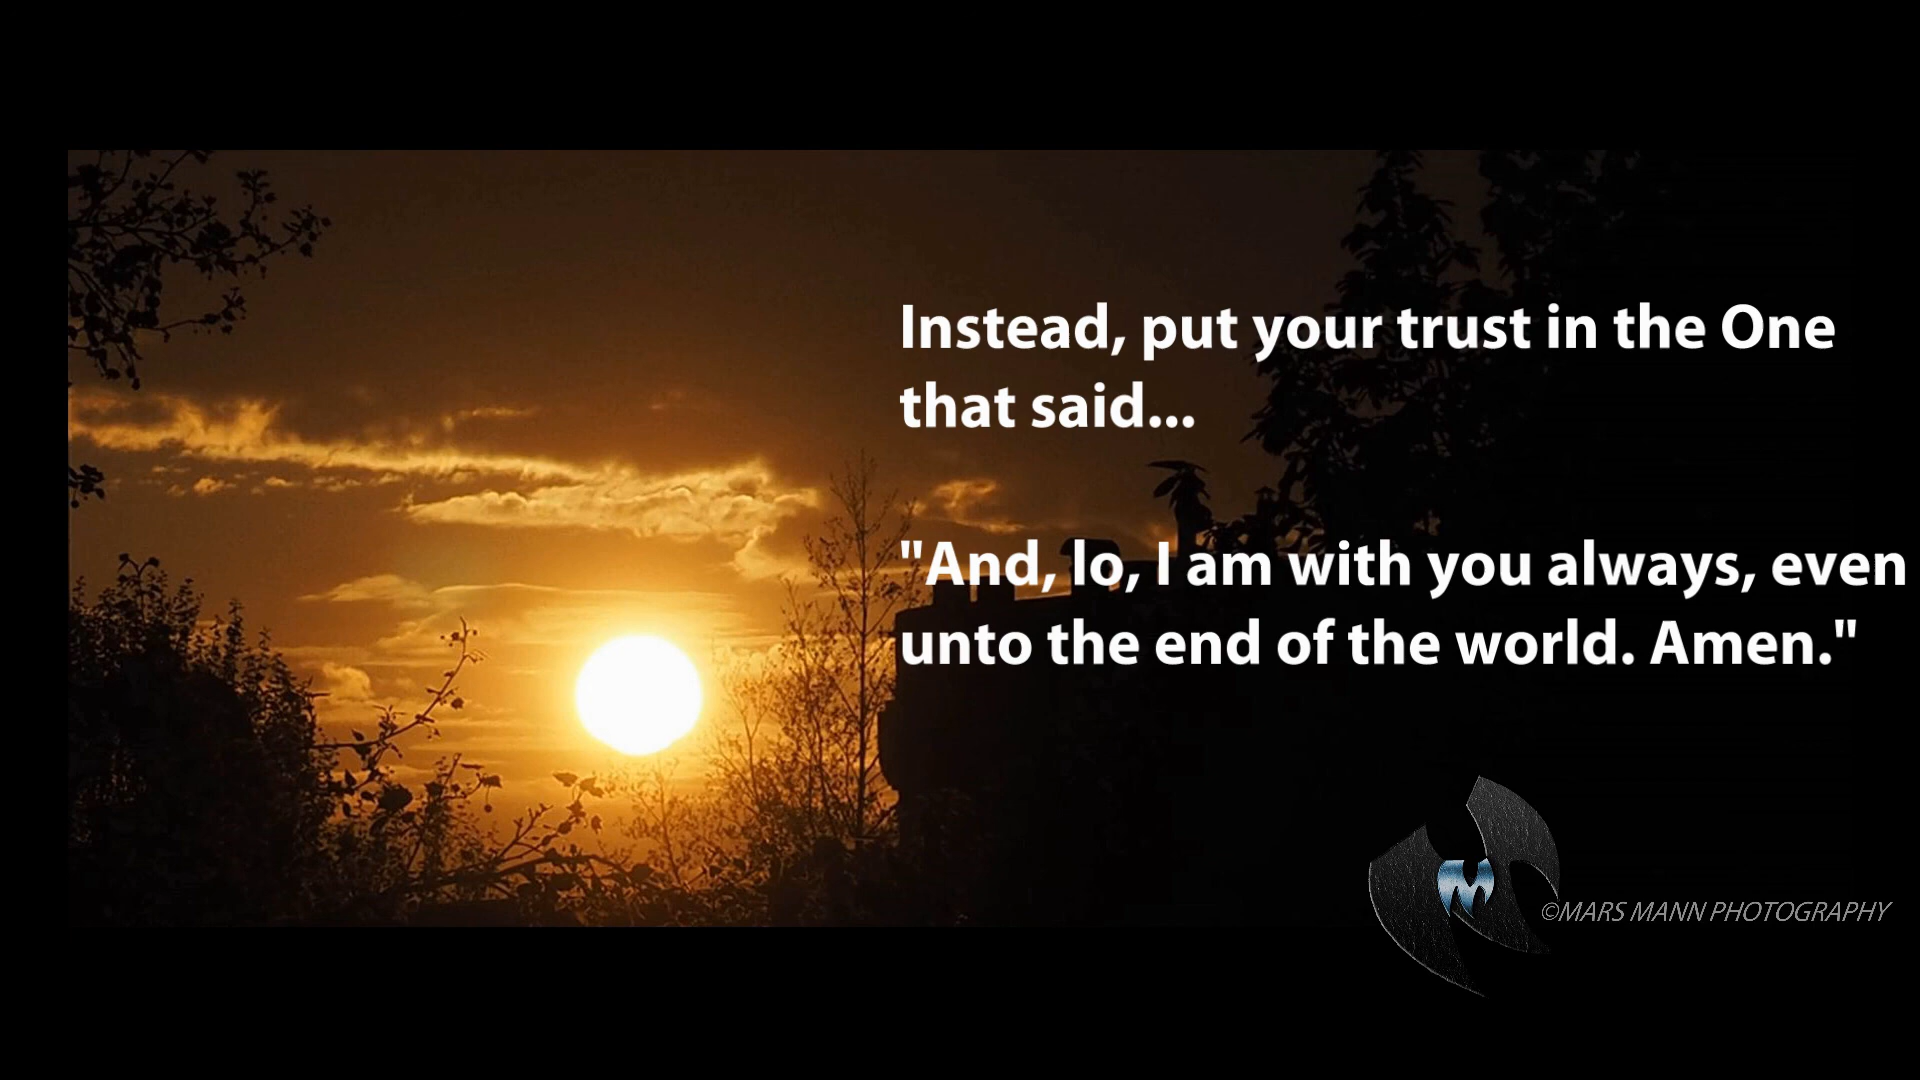 Instead, put your trust in the One
that said...
"And, lo, I am with you always, even
unto the end of the world. Amen."
M
©MARS MANN PHOTOGRAPHY